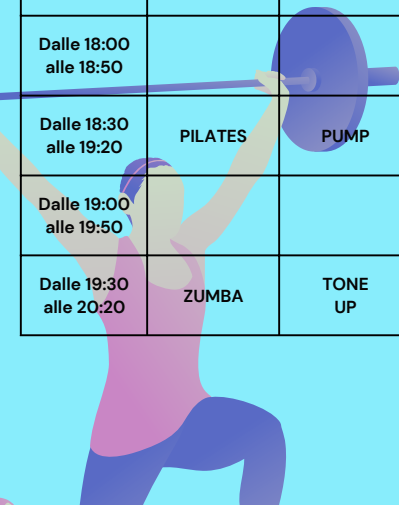 Dalle 18:00
alle 18:50
Dalle 18:30
alle 19:20
PILATES
PUMP
Dalle 19:00
alle 19:50
Dalle 19:30
alle 20:20
ZUMBA
TONE
UP